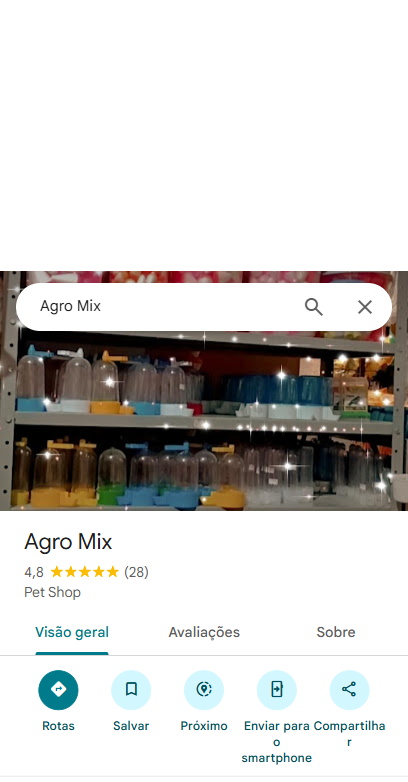 Agro Mix
Agro Mix
4,8 (28)
Pet Shop
Visão geral Avaliações Sobre
Rotas Salvar Próximo Enviar para Compartilha
o r
smartphone